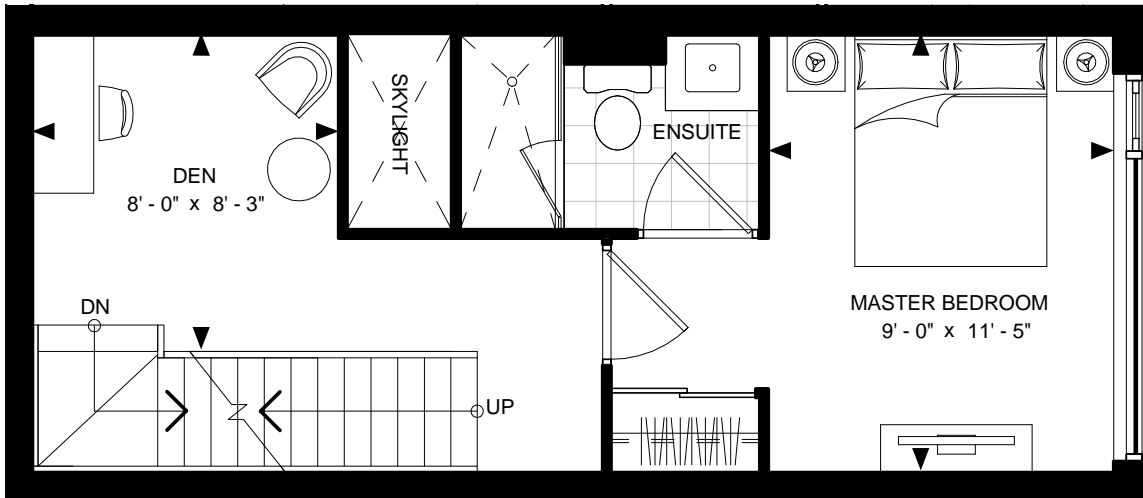 SKYLIGHT
ENSUITE
DEN
8' - 0" x 8' - 3"
DN
MASTER BEDROOM
9' - 0" x 11' - 5"
UP